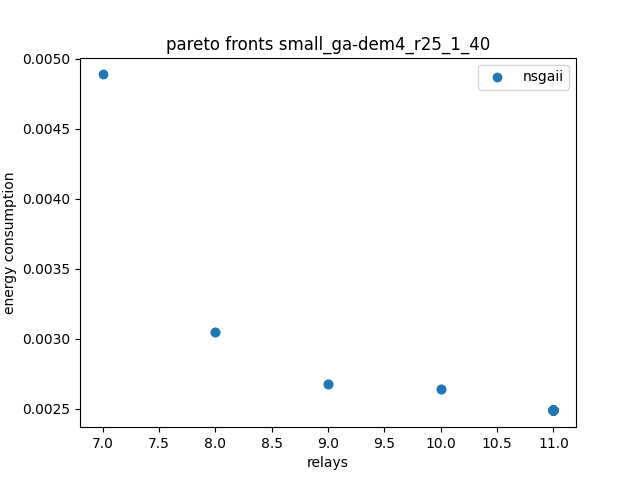 pareto fronts small_ga-dem4_r25_1_40
nsgaii
0.0050
0.0045
0.0040
0.0035
0.0030
0.0025
energy consumption
7.0 7.5 8.0 8.5 9.0 9.5 10.0 10.5 11.0
relays